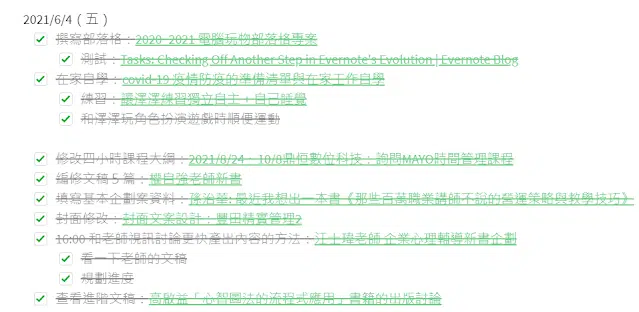 2021/6/4（五）
撰寫部落格：2020-2021 電腦玩物部落格專案
測試：Tasks: Checking Off Another Step in Evernote's Evolution | Evernote Blog
在家自學：covid-19 疫情防疫的準備清單與在家工作自學
練習：讓澤澤練習獨立自主，自己睡覺
和澤澤玩角色扮演遊戲時順便運動
修改四小時課程大綱：2021/8/24、10/8鼎恒數位科技：詢問MAYO時間管理課程
編修文稿 5 篇：權自強老師新書
填寫基本企劃案資料：孫治華: 最近我想出一本書《那些百萬職業講師不說的營運策略與教學技巧》
封面修改：封面文案設計：豐田精實管理2
16:00 和老師視訊討論更快產出內容的方法：汪士瑋老師 企業心理輔導新書企劃
看一下老師的文稿
規劃進度
查看進階文稿：高啟益「心智圖法的流程式應用」書籍的出版討論